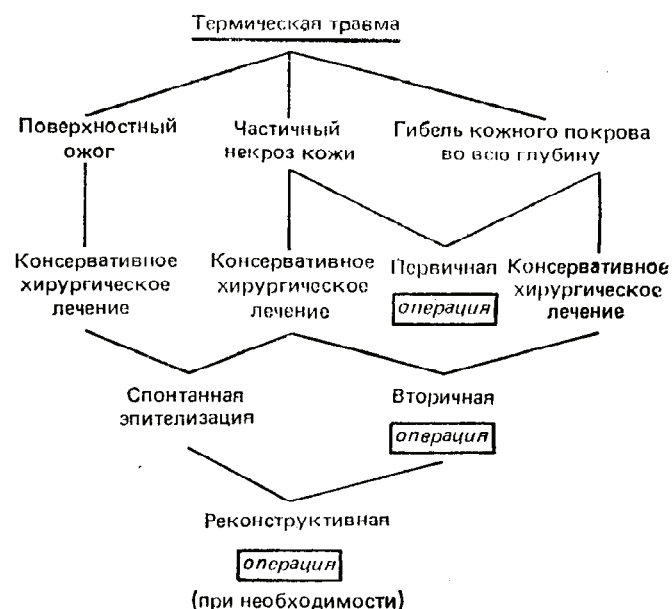 Термическая травма
Поверхностный
ожог
Частичный
некроз кожи
Гибель кожного покрова
во всю глубину
Консервативное
хирургическое
лечение
Консервативное
хирургическое
лечение
Первичная
операция
Консервативное
хирургическое
лечение
Спонтанная
эпителизация
Вторичная
операция
Реконструктивная
операция
(при необходимости)